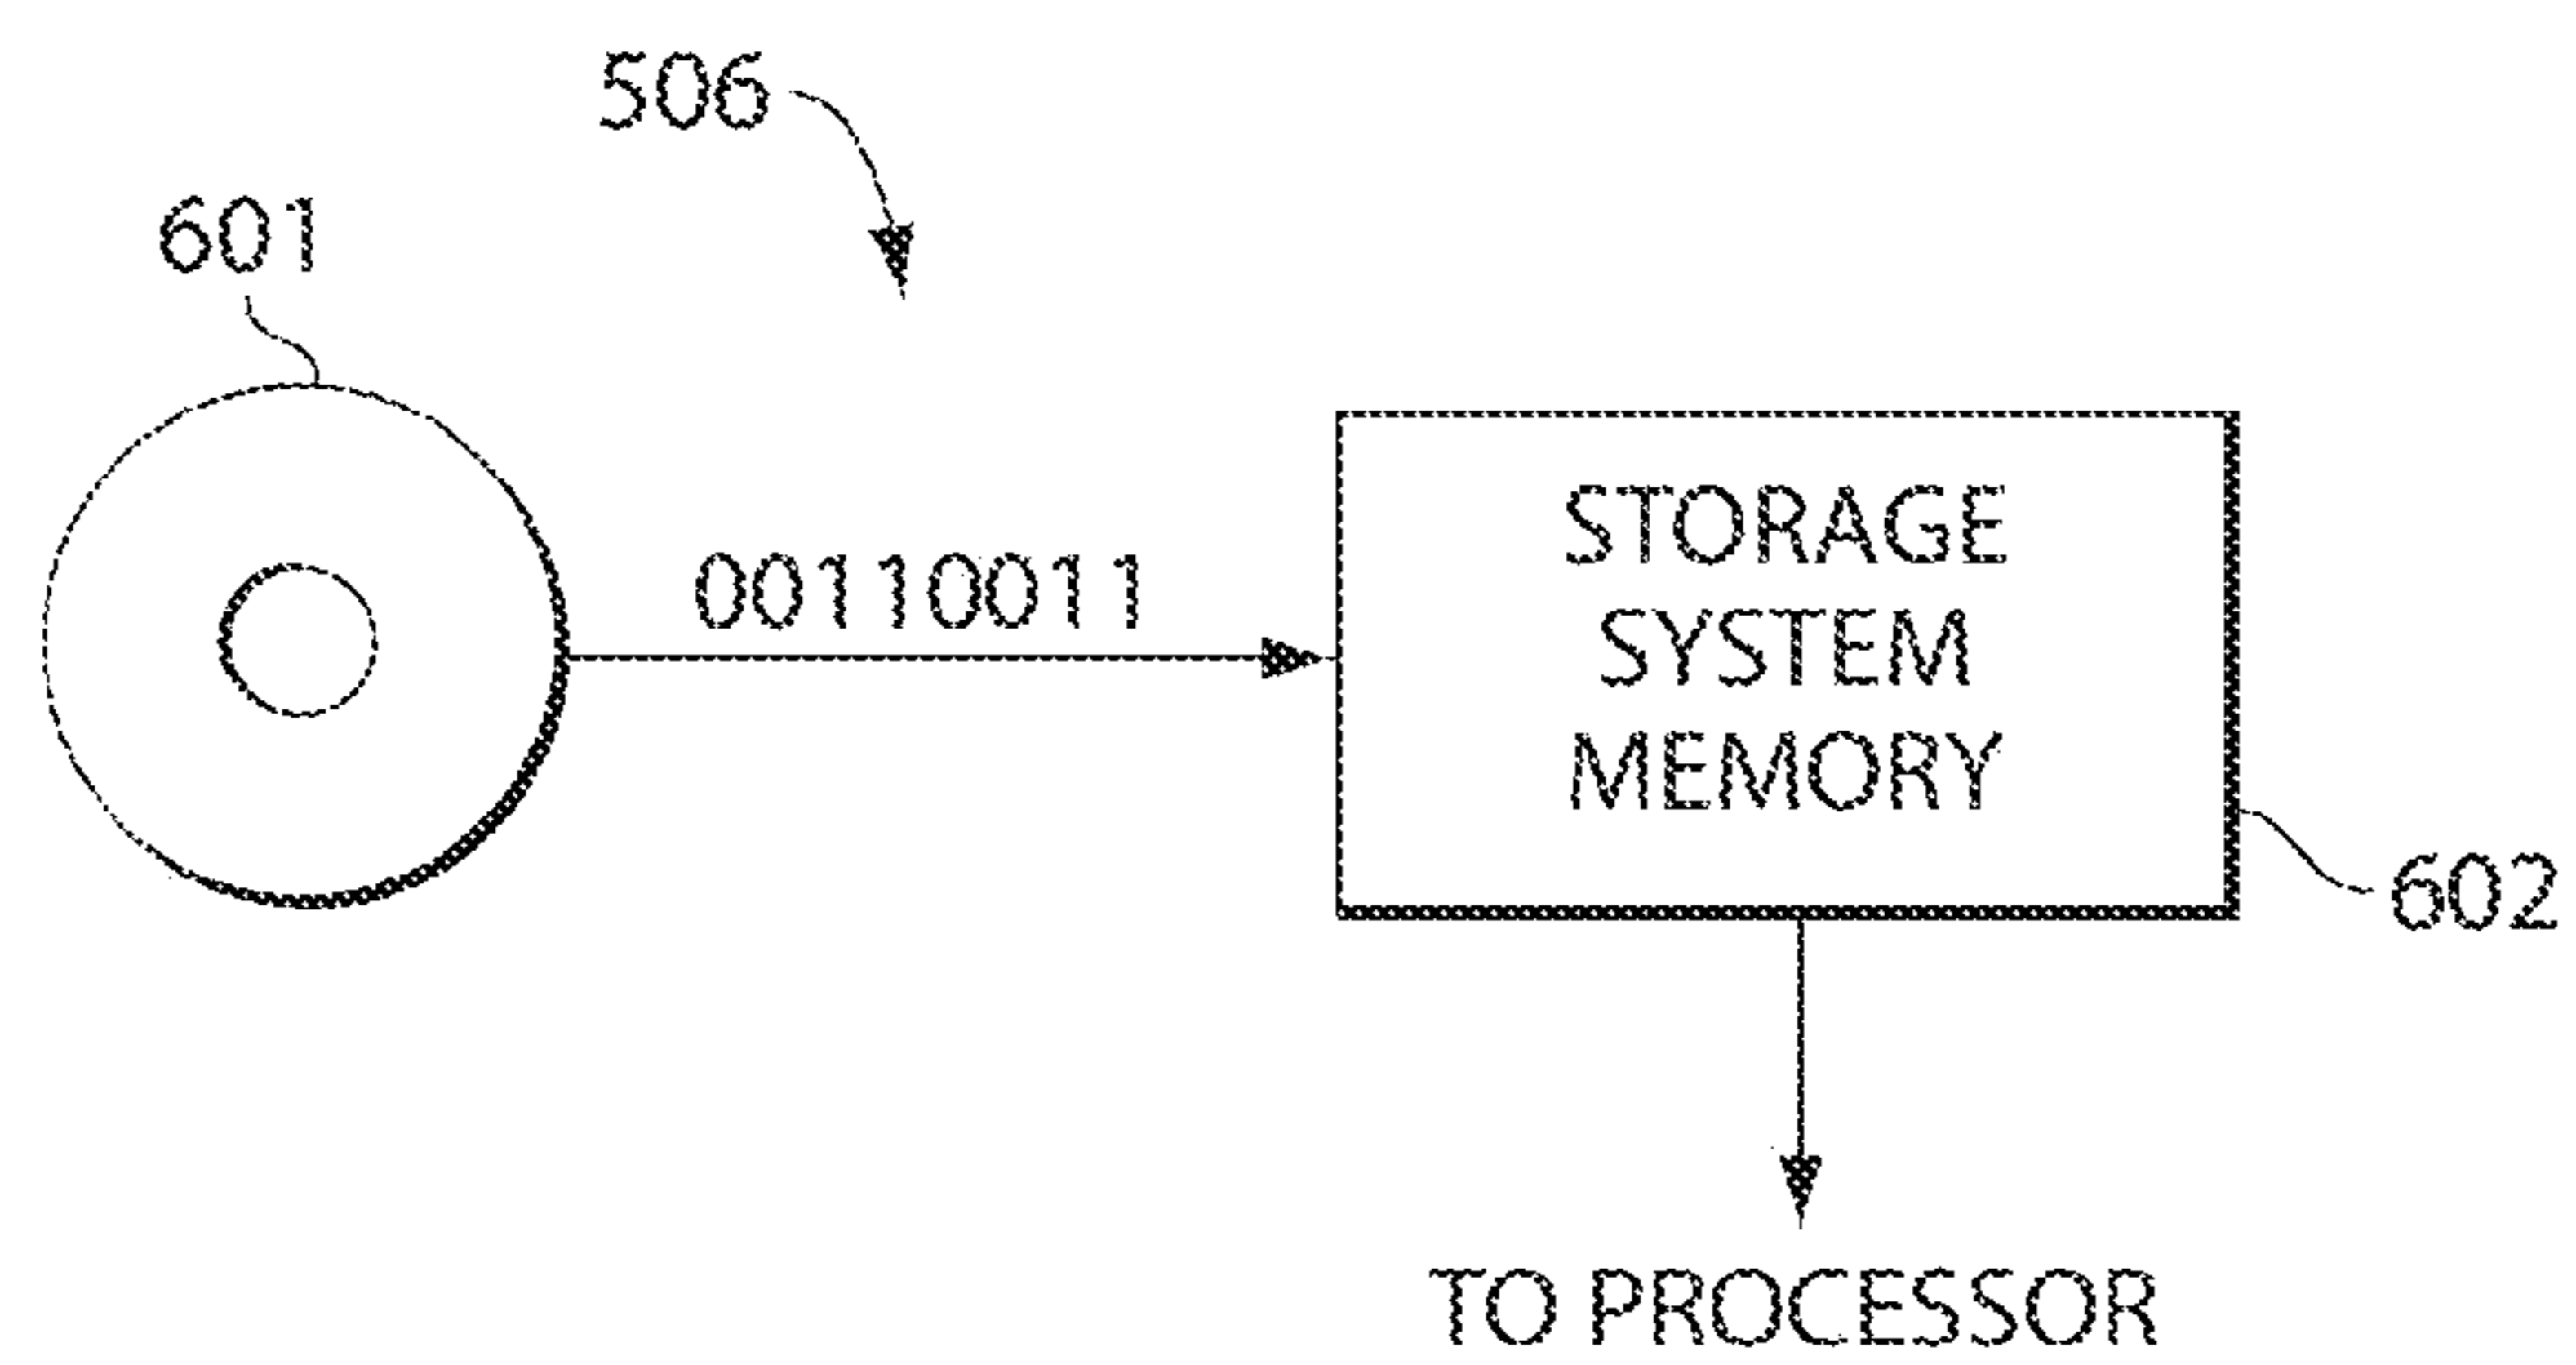 506
601
00110011
STORAGE
SYSTEM
MEMORY
602
TO PROCESSOR